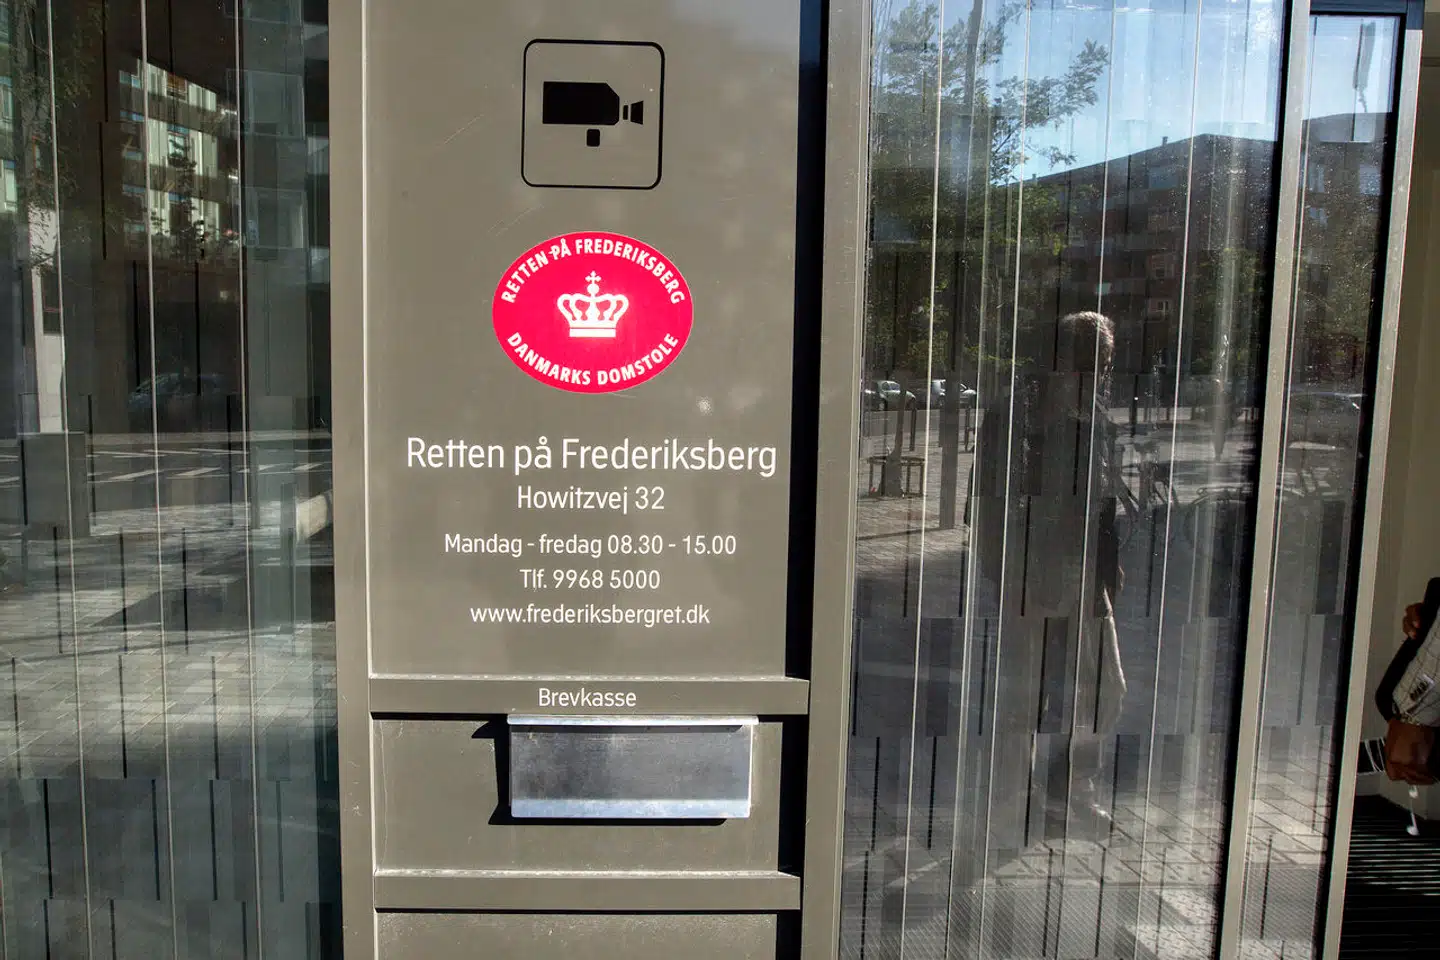 RETTEN PÅ FREDERIKSBERG
DANMARKS DOMSTOLE
Retten på Frederiksberg
Howitzvej 32
Mandag - fredag 08.30 - 15.00
Tlf. 9968 5000
www.frederiksbergret.dk
Brevkasse